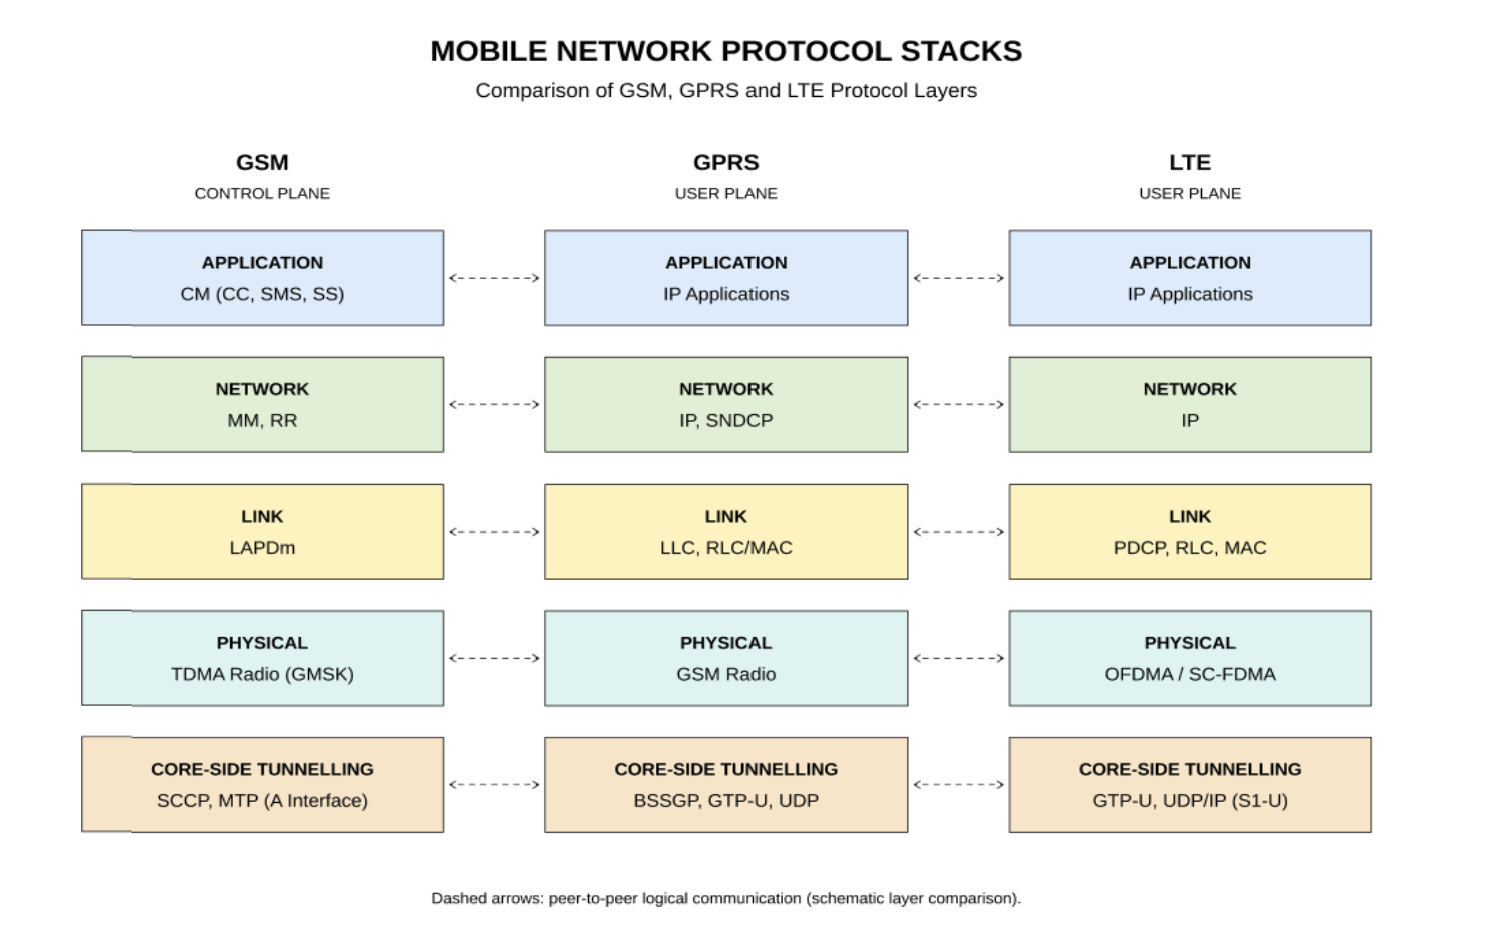 MOBILE NETWORK PROTOCOL STACKS
Comparison of GSM, GPRS and LTE Protocol Layers
GSM
CONTROL PLANE
GPRS
USER PLANE
LTE
USER PLANE
APPLICATION
CM (CC, SMS, SS)
APPLICATION
IP Applications
APPLICATION
IP Applications
NETWORK
MM, RR
NETWORK
IP, SNDCP
NETWORK
IP
LINK
LAPDm
LINK
LLC, RLC/MAC
LINK
PDCP, RLC, MAC
PHYSICAL
TDMA Radio (GMSK)
PHYSICAL
GSM Radio
PHYSICAL
OFDMA / SC-FDMA
CORE-SIDE TUNNELLING
SCCP, MTP (A Interface)
CORE-SIDE TUNNELLING
BSSGP, GTP-U, UDP
CORE-SIDE TUNNELLING
GTP-U, UDP/IP (S1-U)
Dashed arrows: peer-to-peer logical communication (schematic layer comparison).